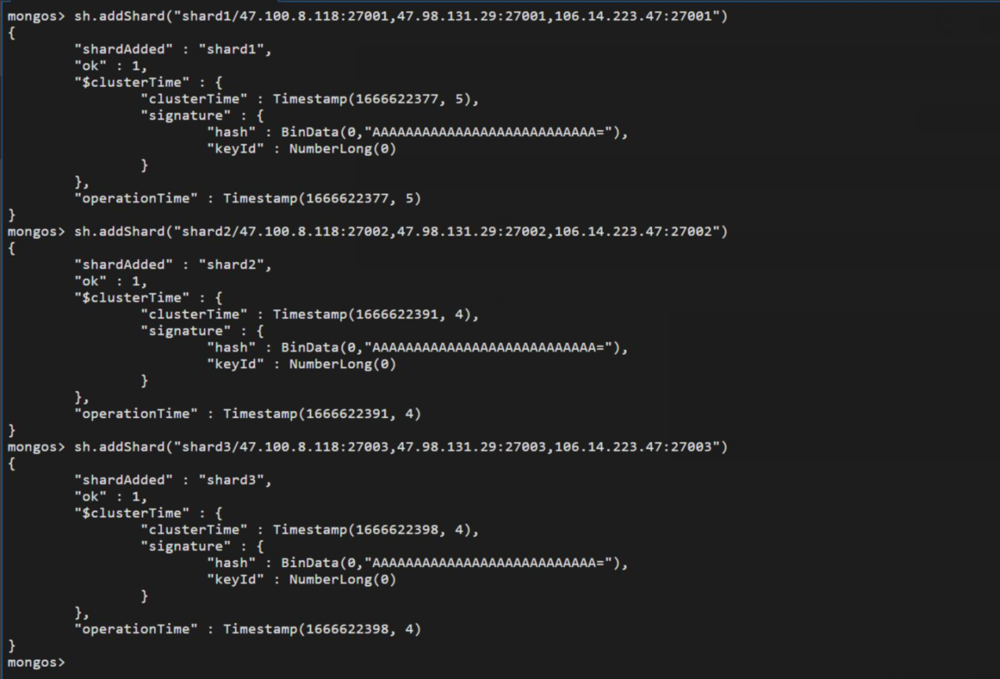 mongos> sh.addShard("shard1/47.100.8.118:27001,47.98.131.29:27001,106.14.223.47:27001")
{
        "shardAdded" : "shard1",
        "ok" : 1,
        "$clusterTime" : {
                "clusterTime" : Timestamp(1666622377, 5),
                "signature" : {
                        "hash" : BinData(0,"AAAAAAAAAAAAAAAAAAAAAAAAAAA="),
                        "keyId" : NumberLong(0)
                }
        },
        "operationTime" : Timestamp(1666622377, 5)
}
mongos> sh.addShard("shard2/47.100.8.118:27002,47.98.131.29:27002,106.14.223.47:27002")
{
        "shardAdded" : "shard2",
        "ok" : 1,
        "$clusterTime" : {
                "clusterTime" : Timestamp(1666622391, 4),
                "signature" : {
                        "hash" : BinData(0,"AAAAAAAAAAAAAAAAAAAAAAAAAAA="),
                        "keyId" : NumberLong(0)
                }
        },
        "operationTime" : Timestamp(1666622391, 4)
}
mongos> sh.addShard("shard3/47.100.8.118:27003,47.98.131.29:27003,106.14.223.47:27003")
{
        "shardAdded" : "shard3",
        "ok" : 1,
        "$clusterTime" : {
                "clusterTime" : Timestamp(1666622398, 4),
                "signature" : {
                        "hash" : BinData(0,"AAAAAAAAAAAAAAAAAAAAAAAAAAA="),
                        "keyId" : NumberLong(0)
                }
        },
        "operationTime" : Timestamp(1666622398, 4)
}
mongos>